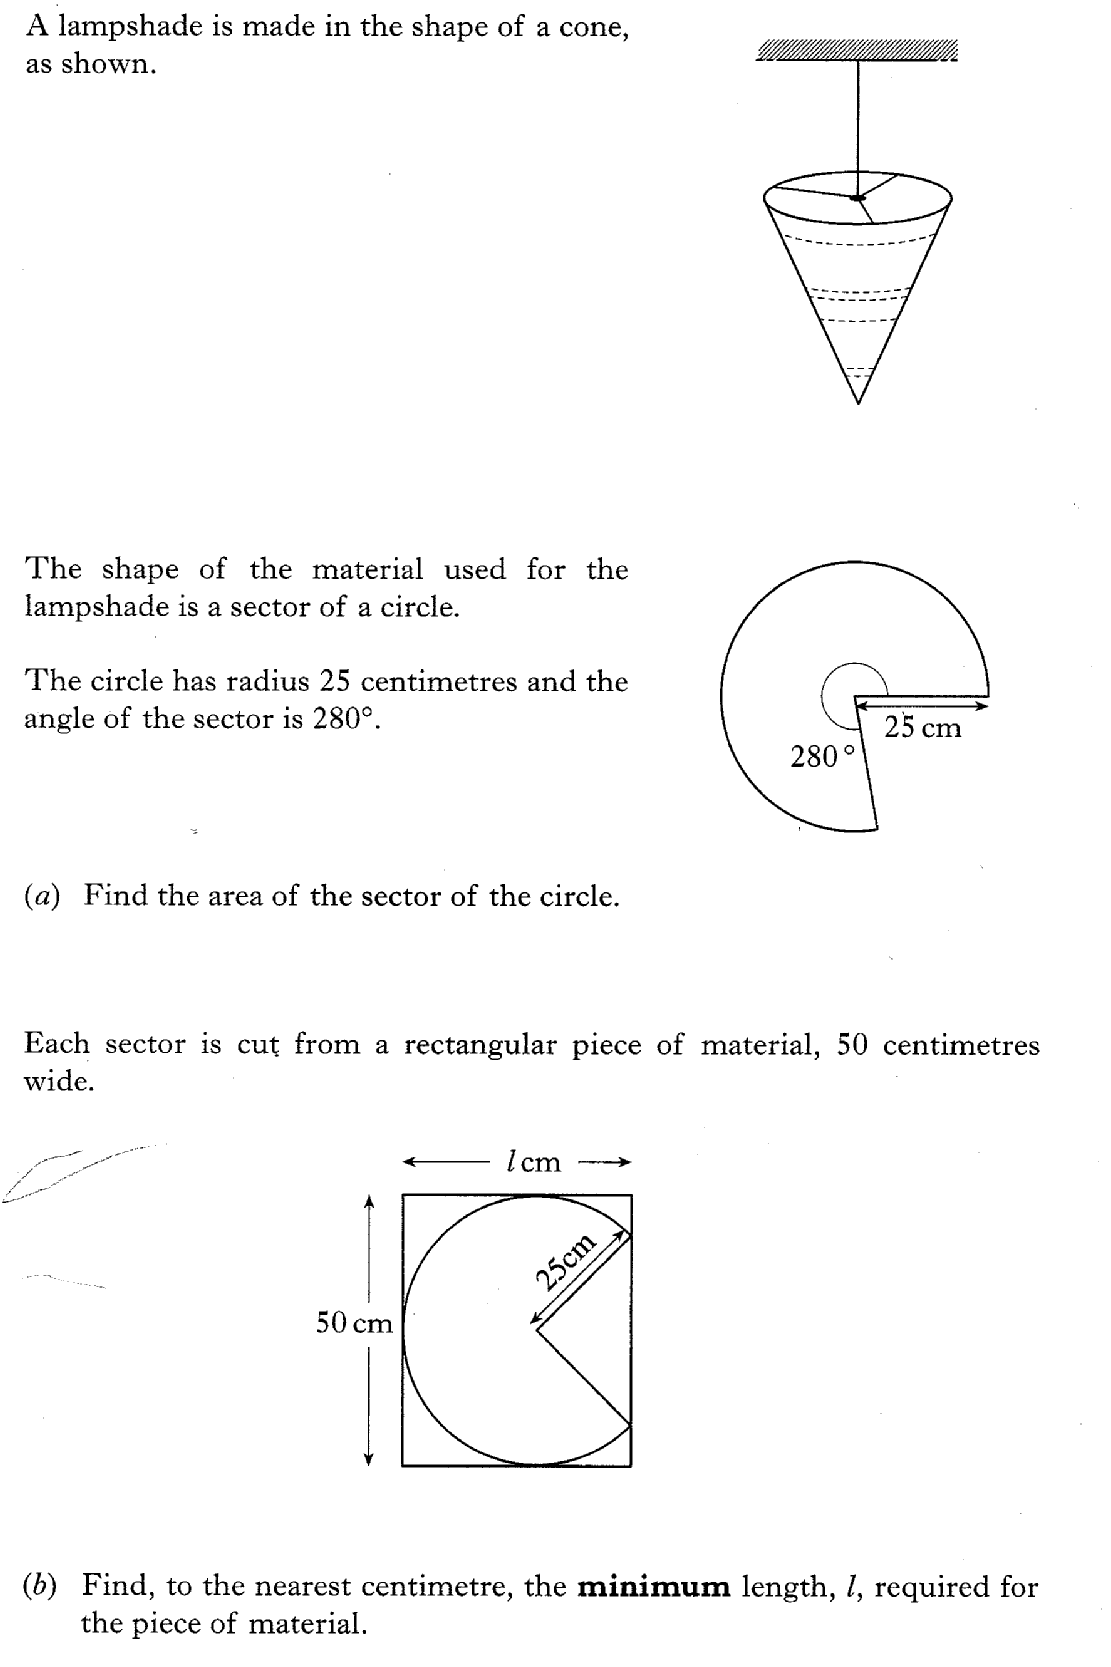 A lampshade is made in the shape of a cone,
as shown.
The shape of the material used for the
lampshade is a sector of a circle.
The circle has radius 25 centimetres and the
angle of the sector is 280°.
25 cm
280°
(a) Find the area of the sector of the circle.
Each sector is cut from a rectangular piece of material, 50 centimetres
wide.
l cm
25cm
50 cm
(b) Find, to the nearest centimetre, the minimum length, l, required for
the piece of material.